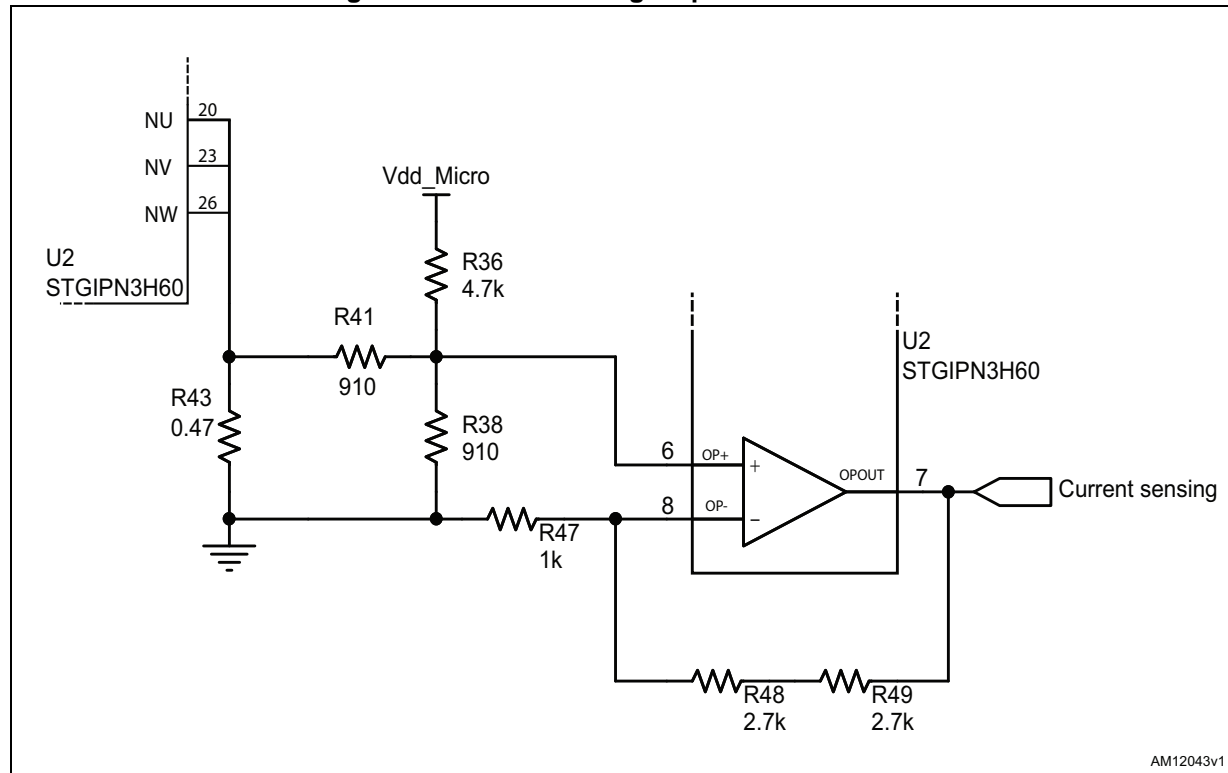 NU 20
NV 23
NW 26
U2
STGIPN3H60
Vdd_Micro
R36
4.7k
R41
910
R43
0.47
R38
910
U2
STGIPN3H60
6 OP+ +
OPOUT 7
Current sensing
8 OP- −
R47
1k
R48
2.7k
R49
2.7k
AM12043v1